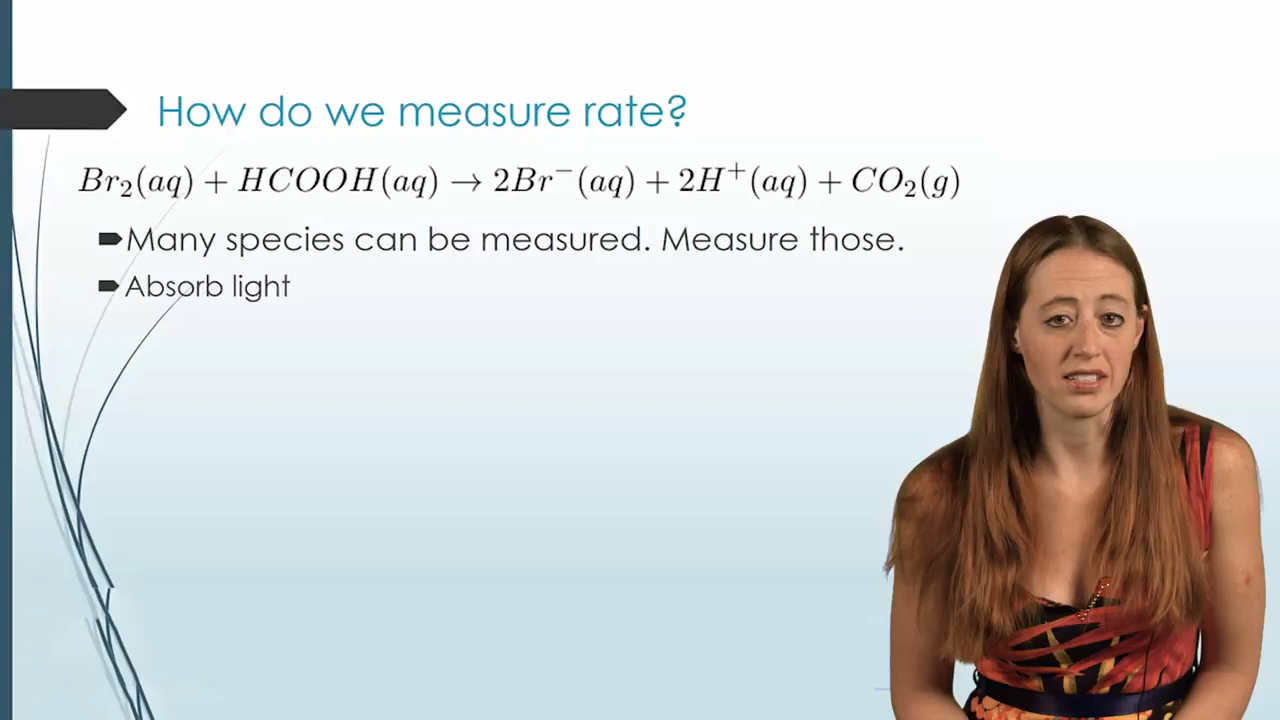 How do we measure rate?
Br₂(aq) + HCOOH(aq) → 2Br⁻(aq) + 2H⁺(aq) + CO₂(g)
Many species can be measured. Measure those.
Absorb light